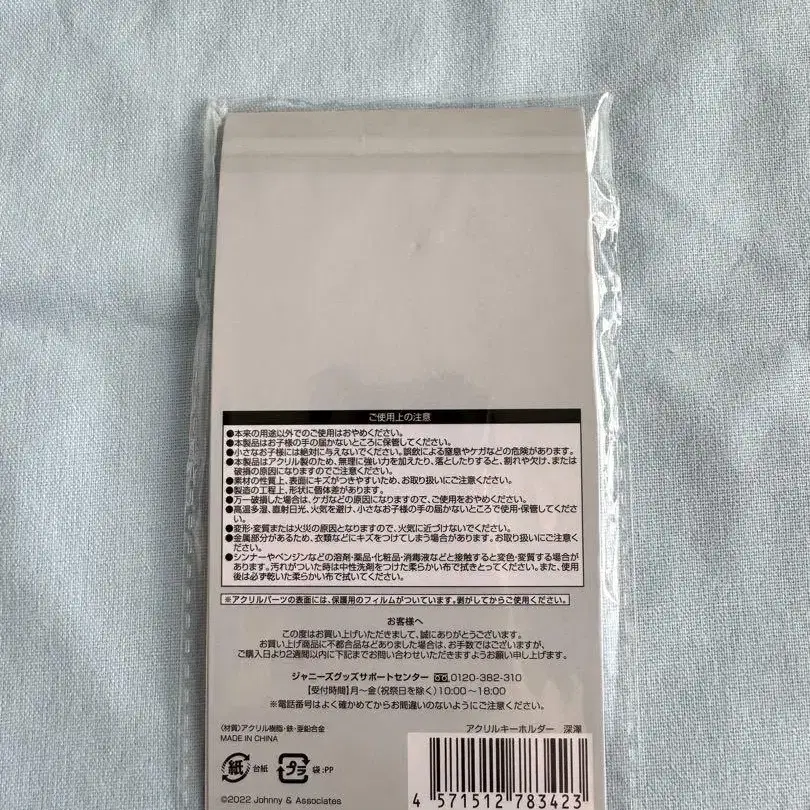 ご使用上の注意
●本来の用途以外でのご使用はおやめください。
●本製品はお子様の手の届かないところに保管してください。
●小さなお子様には絶対に与えないでください。誤飲による窒息やケガなどの危険があります。
●本製品はアクリル製のため、無理に強い力を加えたり、落としたりすると、割れや欠け、または
破損の原因になりますのでご注意ください。
●素材の性質上、表面にキズがつきやすいため、お取り扱いにご注意ください。
●製造の工程上、形状に個体差があります。
●万一破損した場合は、ケガなどの原因になりますので、ご使用をおやめください。
●高温多湿、直射日光、火気を避け、小さなお子様の手の届かないところで使用・保管してくださ
い。
●変形・変質または火災の原因となりますので、火気に近づけないでください。
●金属部分があるため、衣類などにキズをつけてしまう場合があります。お取り扱いにご注意くだ
さい。
●シンナーやベンジンなどの溶剤・薬品・化粧品・消毒液などと接触すると変色・変質する場合が
あります。汚れがついた時は中性洗剤をつけた柔らかい布で拭きとってください。また、使用
後は必ず乾いた柔らかい布で拭いてください。
※アクリルパーツの表面には、保護用のフィルムがついています。剥がしてからご使用ください。
お客様へ
この度はお買い上げいただきまして、誠にありがとうございます。
お買い上げ商品に不都合品などありました場合は、お手数ではございますが、
ご購入日より2週間以内に下記までお問い合わせいただきますようお願い申し上げます。
ジャニーズグッズサポートセンター 0120-382-310
【受付時間】月～金(祝祭日を除く)10:00～18:00
※電話番号はよく確かめてからお間違いのないようにご注意ください。
〈材質〉アクリル樹脂・鉄・亜鉛合金
MADE IN CHINA
アクリルキーホルダー 深澤
紙 台紙 プラ 袋:PP
©2022 Johnny & Associates
4 571512 783423